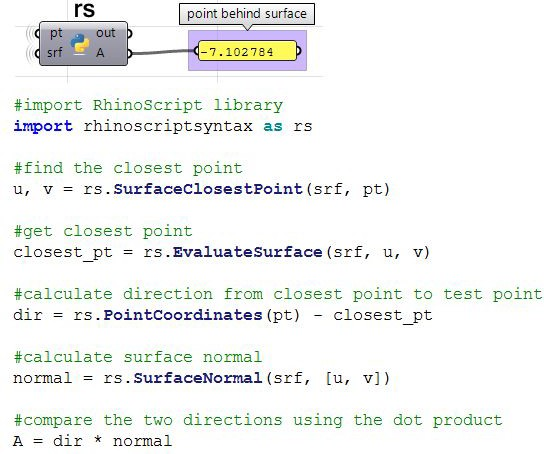 rs
point behind surface
pt out
srf A
-7.102784
#import RhinoScript library
import rhinoscriptsyntax as rs
#find the closest point
u, v = rs.SurfaceClosestPoint(srf, pt)
#get closest point
closest_pt = rs.EvaluateSurface(srf, u, v)
#calculate direction from closest point to test point
dir = rs.PointCoordinates(pt) - closest_pt
#calculate surface normal
normal = rs.SurfaceNormal(srf, [u, v])
#compare the two directions using the dot product
A = dir * normal